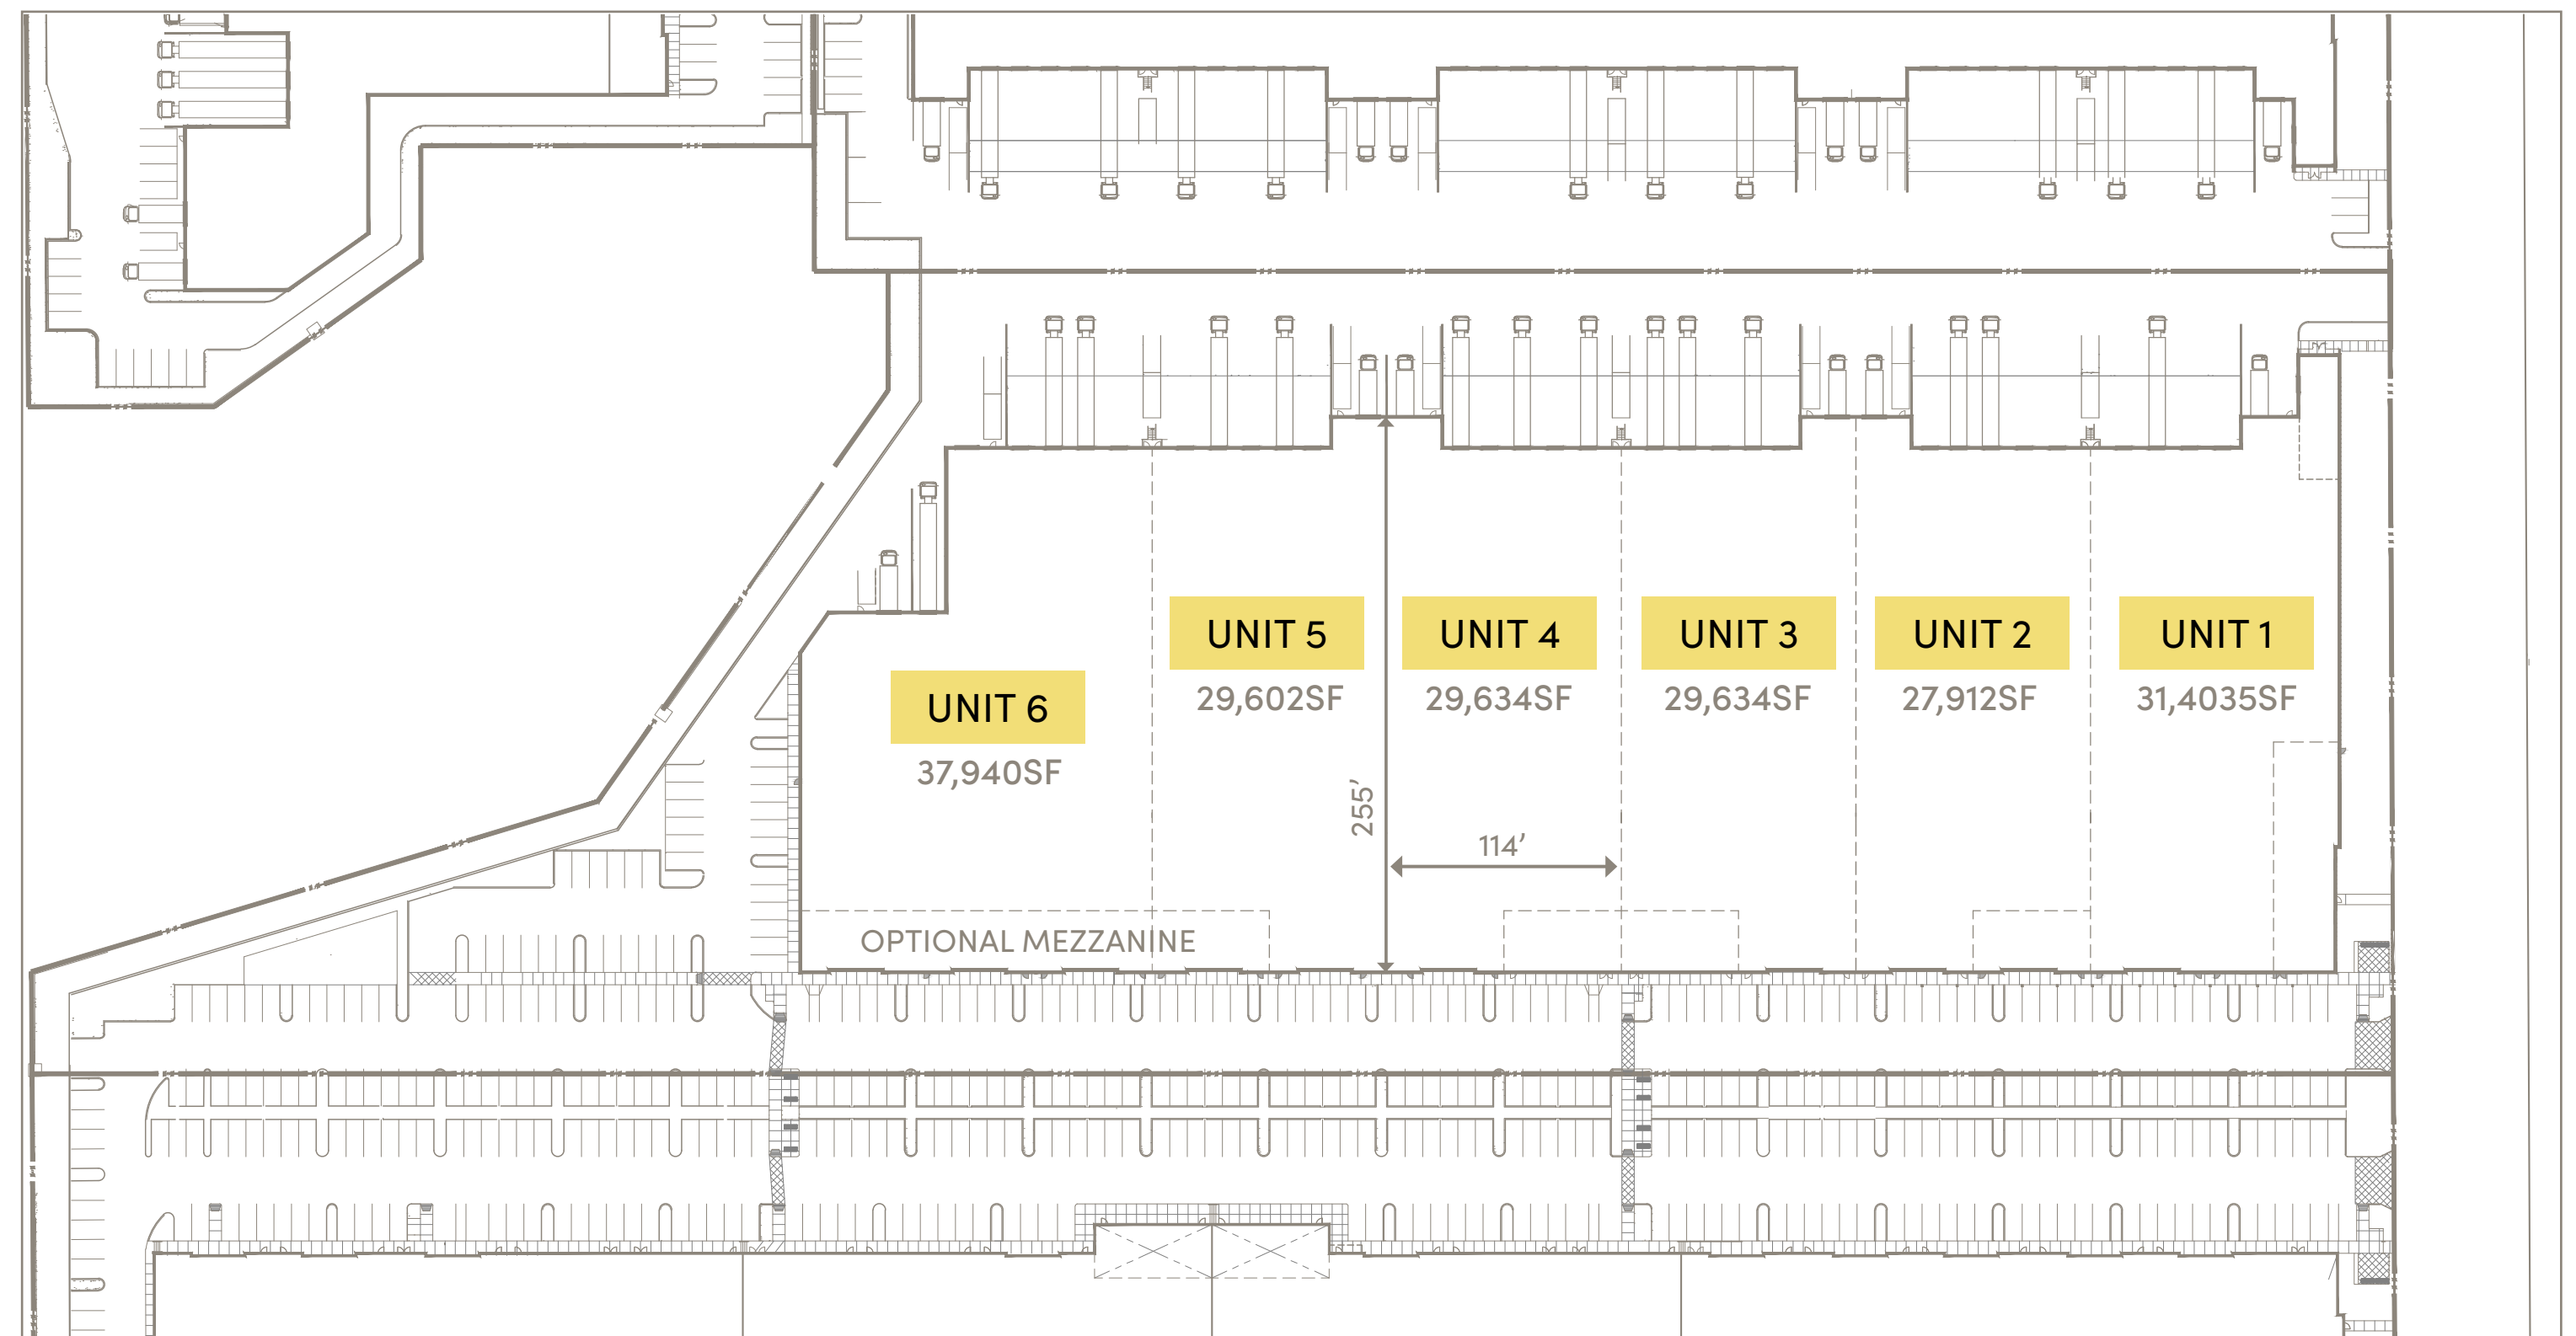 UNIT 5
29,602SF
UNIT 4
29,634SF
UNIT 3
29,634SF
UNIT 2
27,912SF
UNIT 1
31,4035SF
UNIT 6
37,940SF
255’
114’
OPTIONAL MEZZANINE